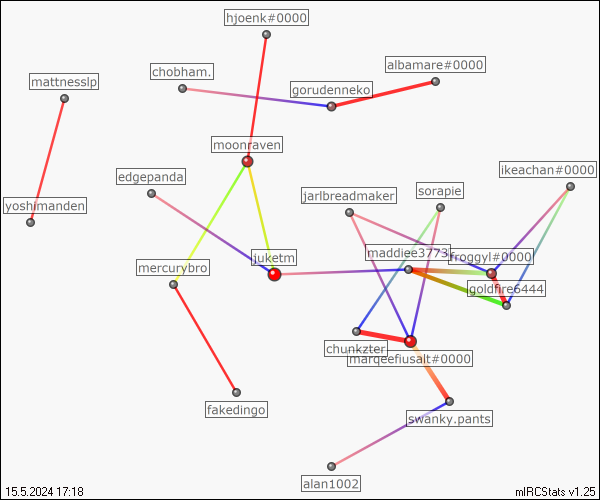 hjoenk#0000
albamare#0000
chobham.
mattnesslp
gorudenneko
moonraven
ikeachan#0000
edgepanda
sorapie
jarlbreadmaker
yoshimanden
maddiee3773
froggyl#0000
juketm
mercurybro
goldfire6444
chunkzter
marqeefiusalt#0000
fakedingo
swanky.pants
alan1002
15.5.2024 17:18
mIRCStats v1.25